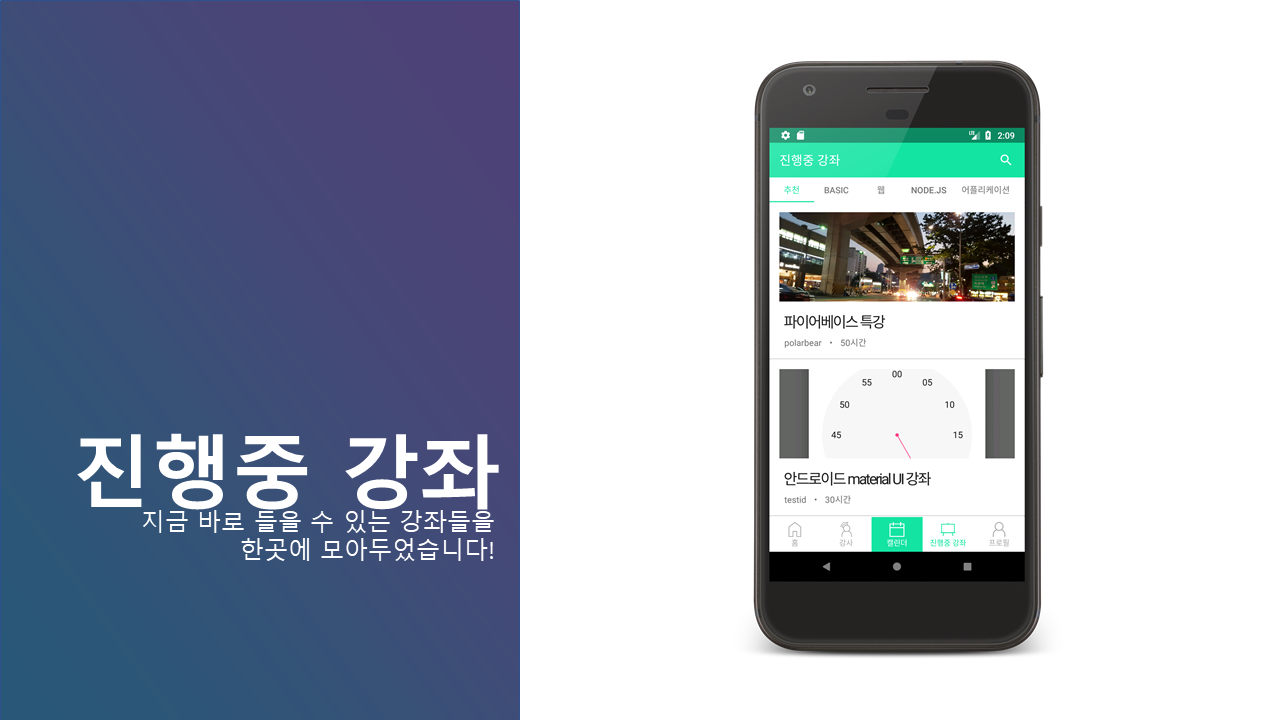 진행중 강좌
지금 바로 들을 수 있는 강좌들을
한곳에 모아두었습니다!
2:09
진행중 강좌
추천 BASIC 웹 NODE.JS 어플리케이션
파이어베이스 특강
polarbear • 50시간
00
55 05
50 10
45 15
안드로이드 material UI 강좌
testid • 30시간
홈 강사 캘린더 진행중 강좌 프로필